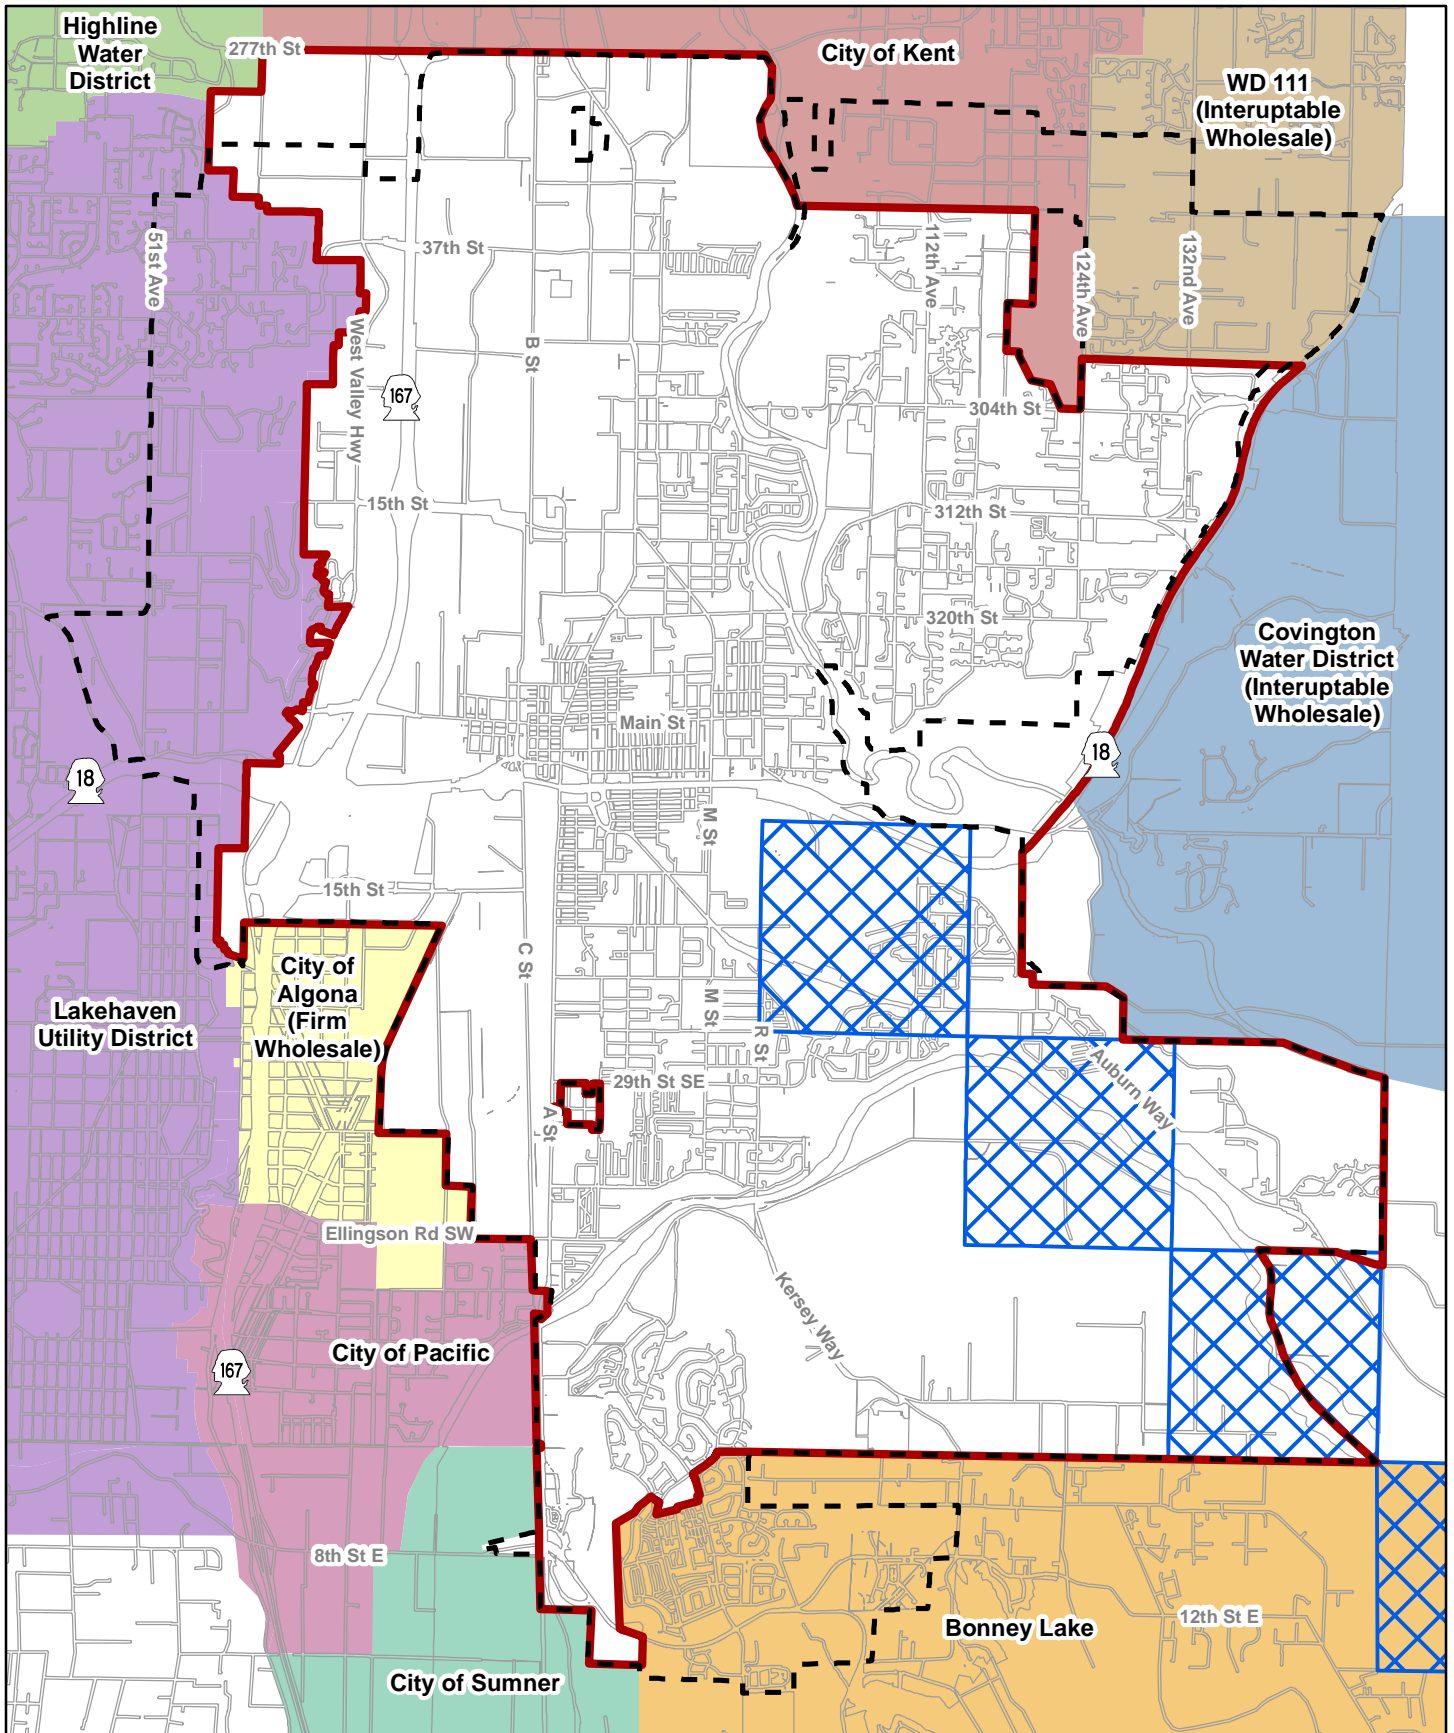 Highline
Water
District
277th St
City of Kent
WD 111
(Interuptable
Wholesale)
51st Ave
37th St
112th Ave
124th Ave
132nd Ave
B St
West Valley Hwy
167
304th St
15th St
312th St
320th St
Covington
Water District
(Interuptable
Wholesale)
Main St
18
18
M St
15th St
C St
City of
Algona
(Firm
Wholesale)
Lakehaven
Utility District
M St
R St
29th St SE
A St
Auburn Way
Ellingson Rd SW
Kersey Way
City of Pacific
167
8th St E
12th St E
Bonney Lake
City of Sumner